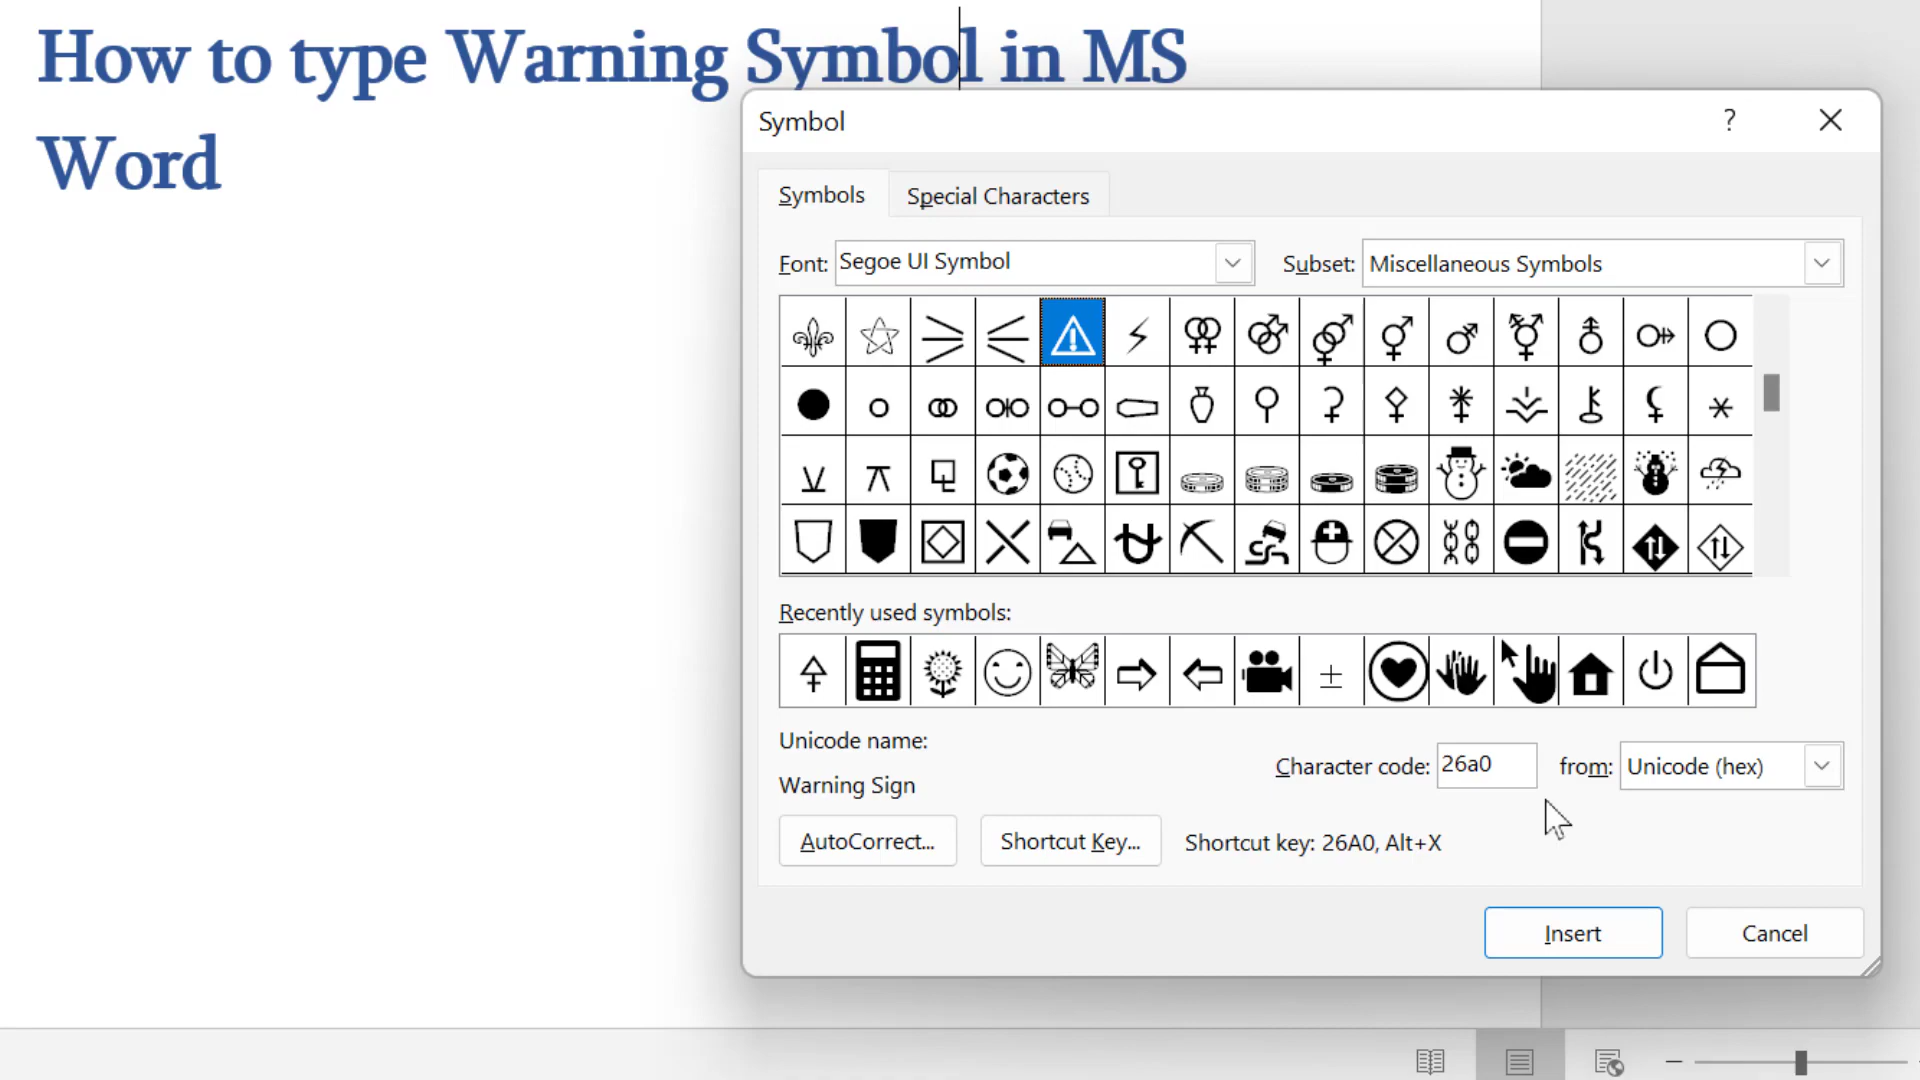 How to type Warning Symbol in MS
Word
Symbol
?
Symbols
Special Characters
Font: Segoe UI Symbol
Subset: Miscellaneous Symbols
Recently used symbols:
Unicode name:
Warning Sign
Character code: 26a0 from: Unicode (hex)
AutoCorrect... Shortcut Key... Shortcut key: 26A0, Alt+X
Insert Cancel